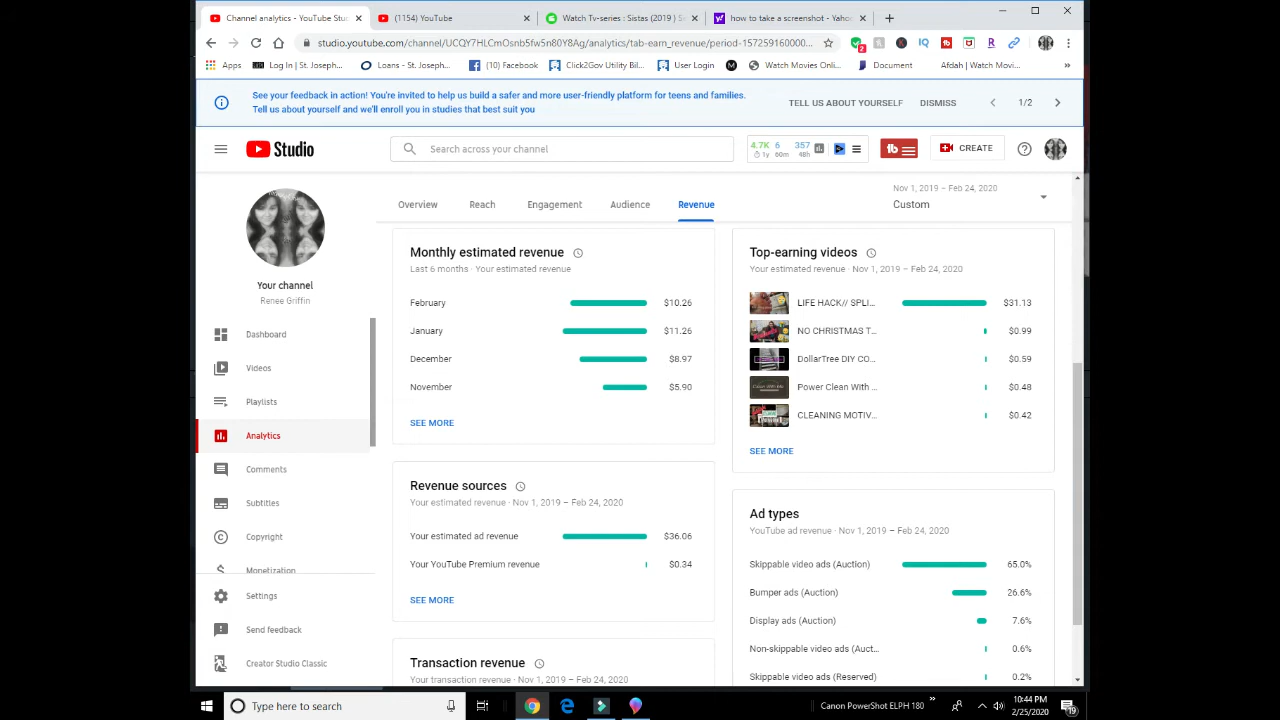 Channel analytics - YouTube Stu
(1154) YouTube
Watch Tv-series : Sistas (2019 ) S
how to take a screenshot - Yahoo
studio.youtube.com/channel/UCQY7HLCmOsnb5fw5n80Y8Ag/analytics/tab-earn_revenue/period-157259160000...
2
IQ
tb
R
Apps
Log In | St. Joseph...
Loans - St. Joseph...
(10) Facebook
Click2Gov Utility Bil...
User Login
Watch Movies Onli...
Document
Afdah | Watch Movi...
See your feedback in action! You're invited to help us build a safer and more user-friendly platform for teens and families.
Tell us about yourself and we'll enroll you in studies that best suit you
TELL US ABOUT YOURSELF
DISMISS
1/2
Studio
Search across your channel
4.7K 6 357
1y 60m 48h
tb
CREATE
Overview
Reach
Engagement
Audience
Revenue
Nov 1, 2019 – Feb 24, 2020
Custom
Your channel
Renee Griffin
Dashboard
Videos
Playlists
Analytics
Comments
Subtitles
Copyright
Monetization
Settings
Send feedback
Creator Studio Classic
Monthly estimated revenue
Last 6 months · Your estimated revenue
February $10.26
January $11.26
December $8.97
November $5.90
SEE MORE
Revenue sources
Your estimated revenue · Nov 1, 2019 – Feb 24, 2020
Your estimated ad revenue $36.06
Your YouTube Premium revenue $0.34
SEE MORE
Transaction revenue
Your transaction revenue · Nov 1, 2019 – Feb 24, 2020
Top-earning videos
Your estimated revenue · Nov 1, 2019 – Feb 24, 2020
LIFE HACK// SPLI... $31.13
NO CHRISTMAS T... $0.99
DollarTree DIY CO... $0.59
Power Clean With ... $0.48
CLEANING MOTIV... $0.42
SEE MORE
Ad types
YouTube ad revenue · Nov 1, 2019 – Feb 24, 2020
Skippable video ads (Auction) 65.0%
Bumper ads (Auction) 26.6%
Display ads (Auction) 7.6%
Non-skippable video ads (Auct... 0.6%
Skippable video ads (Reserved) 0.2%
Type here to search
Canon PowerShot ELPH 180
10:44 PM
2/25/2020
19